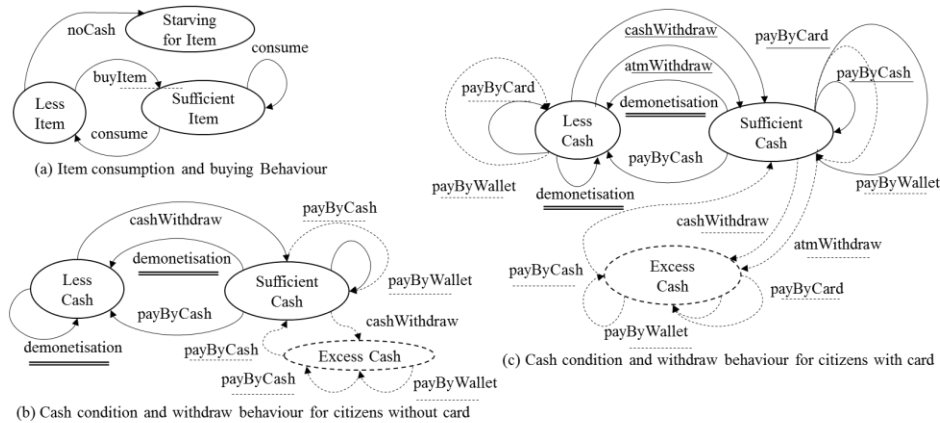 noCash
Starving
for Item
consume
buyItem
Less
Item
Sufficient
Item
consume
(a) Item consumption and buying Behaviour
cashWithdraw
payByCash
demonetisation
Less
Cash
Sufficient
Cash
payByWallet
payByCash
cashWithdraw
demonetisation
payByCash
Excess Cash
payByCash
payByWallet
(b) Cash condition and withdraw behaviour for citizens without card
cashWithdraw
payByCard
atmWithdraw
payByCard
payByCash
demonetisation
Less
Cash
Sufficient
Cash
payByCash
payByWallet
payByWallet
demonetisation
cashWithdraw
atmWithdraw
payByCash
Excess
Cash
payByCard
payByWallet
(c) Cash condition and withdraw behaviour for citizens with card